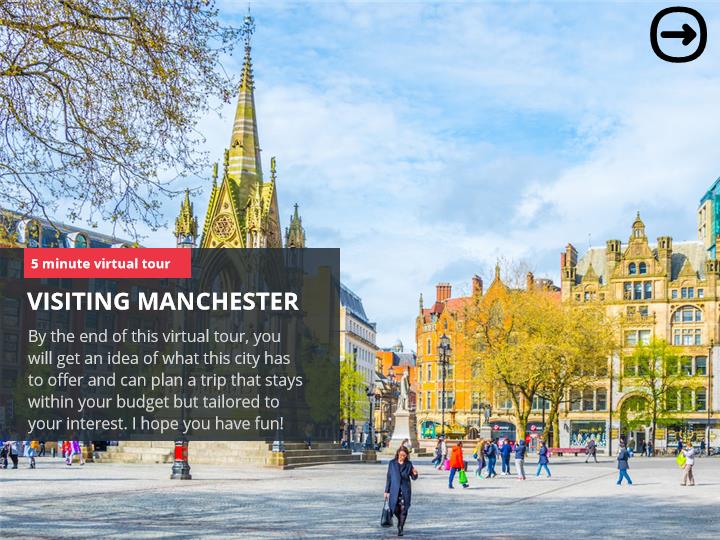 5 minute virtual tour
VISITING MANCHESTER
By the end of this virtual tour, you
will get an idea of what this city has
to offer and can plan a trip that stays
within your budget but tailored to
your interest. I hope you have fun!